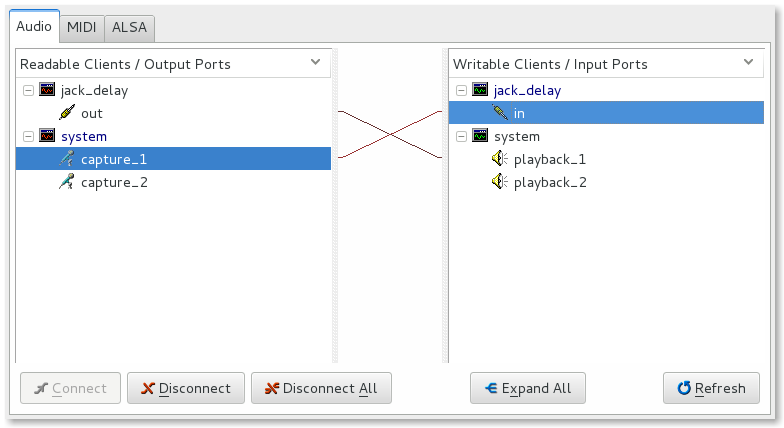 Audio MIDI ALSA
Readable Clients / Output Ports
jack_delay
out
system
capture_1
capture_2
Writable Clients / Input Ports
jack_delay
in
system
playback_1
playback_2
Connect Disconnect Disconnect All Expand All Refresh